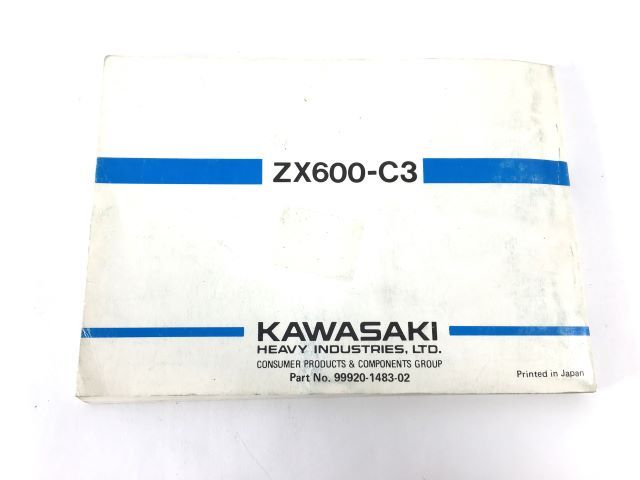 ZX600-C3
KAWASAKI
HEAVY INDUSTRIES, LTD.
CONSUMER PRODUCTS & COMPONENTS GROUP
Part No. 99920-1483-02
Printed in Japan